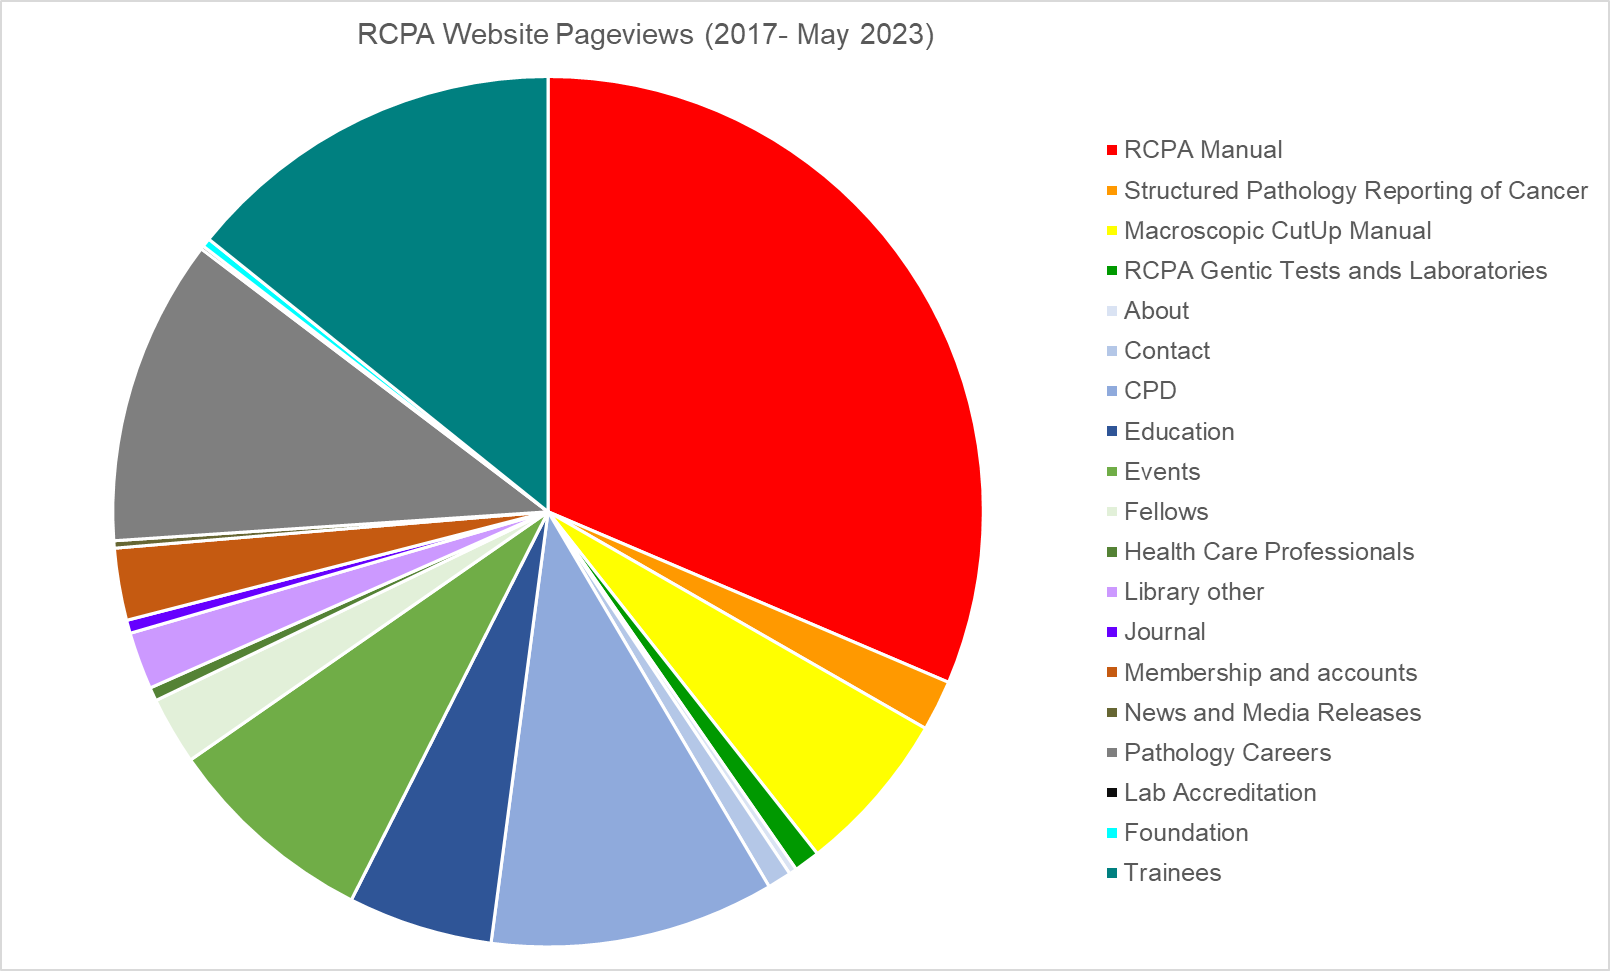 RCPA Website Pageviews (2017- May 2023)
RCPA Manual
Structured Pathology Reporting of Cancer
Macroscopic CutUp Manual
RCPA Gentic Tests ands Laboratories
About
Contact
CPD
Education
Events
Fellows
Health Care Professionals
Library other
Journal
Membership and accounts
News and Media Releases
Pathology Careers
Lab Accreditation
Foundation
Trainees